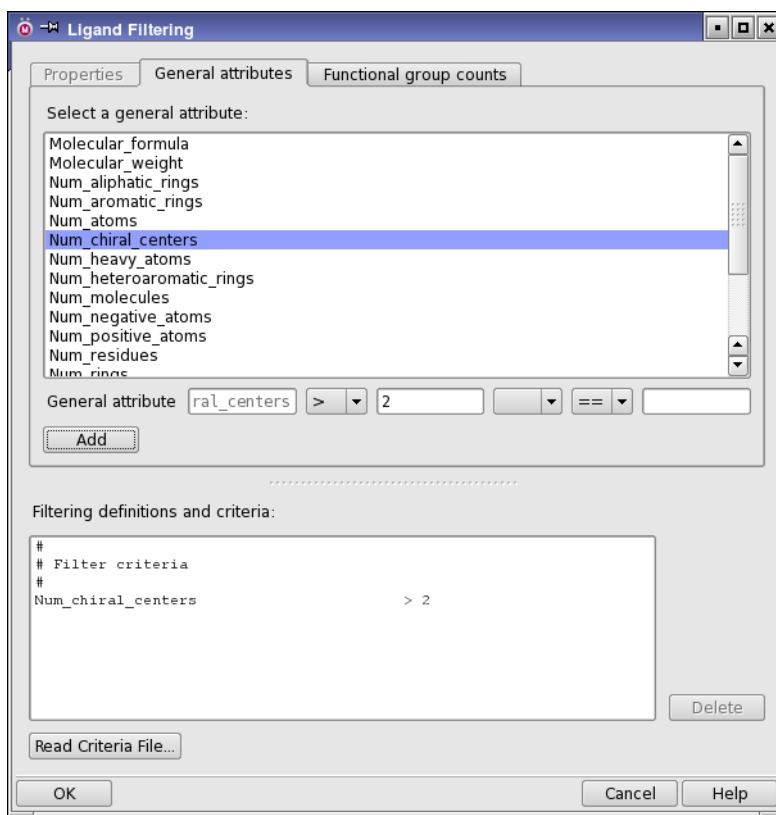 Ligand Filtering
Properties General attributes Functional group counts
Select a general attribute:
Molecular_formula
Molecular_weight
Num_aliphatic_rings
Num_aromatic_rings
Num_atoms
Num_chiral_centers
Num_heavy_atoms
Num_heteroaromatic_rings
Num_molecules
Num_negative_atoms
Num_positive_atoms
Num_residues
Num_rings
General attribute ral_centers > 2 ==
Add
Filtering definitions and criteria:
#
# Filter criteria
#
Num_chiral_centers > 2
Delete
Read Criteria File...
OK Cancel Help